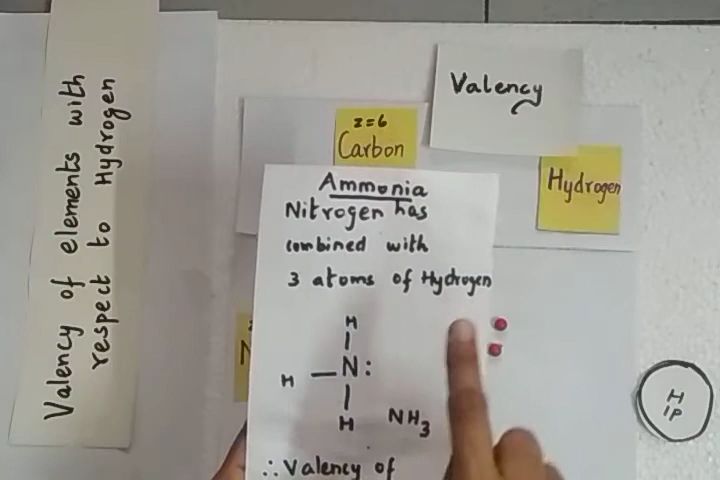 Valency of elements with
respect to Hydrogen
Valency
z=6
Carbon
Hydrogen
Ammonia
Nitrogen has
combined with
3 atoms of Hydrogen
H
H — N:
H
NH₃
∴ Valency of
N
H
1P